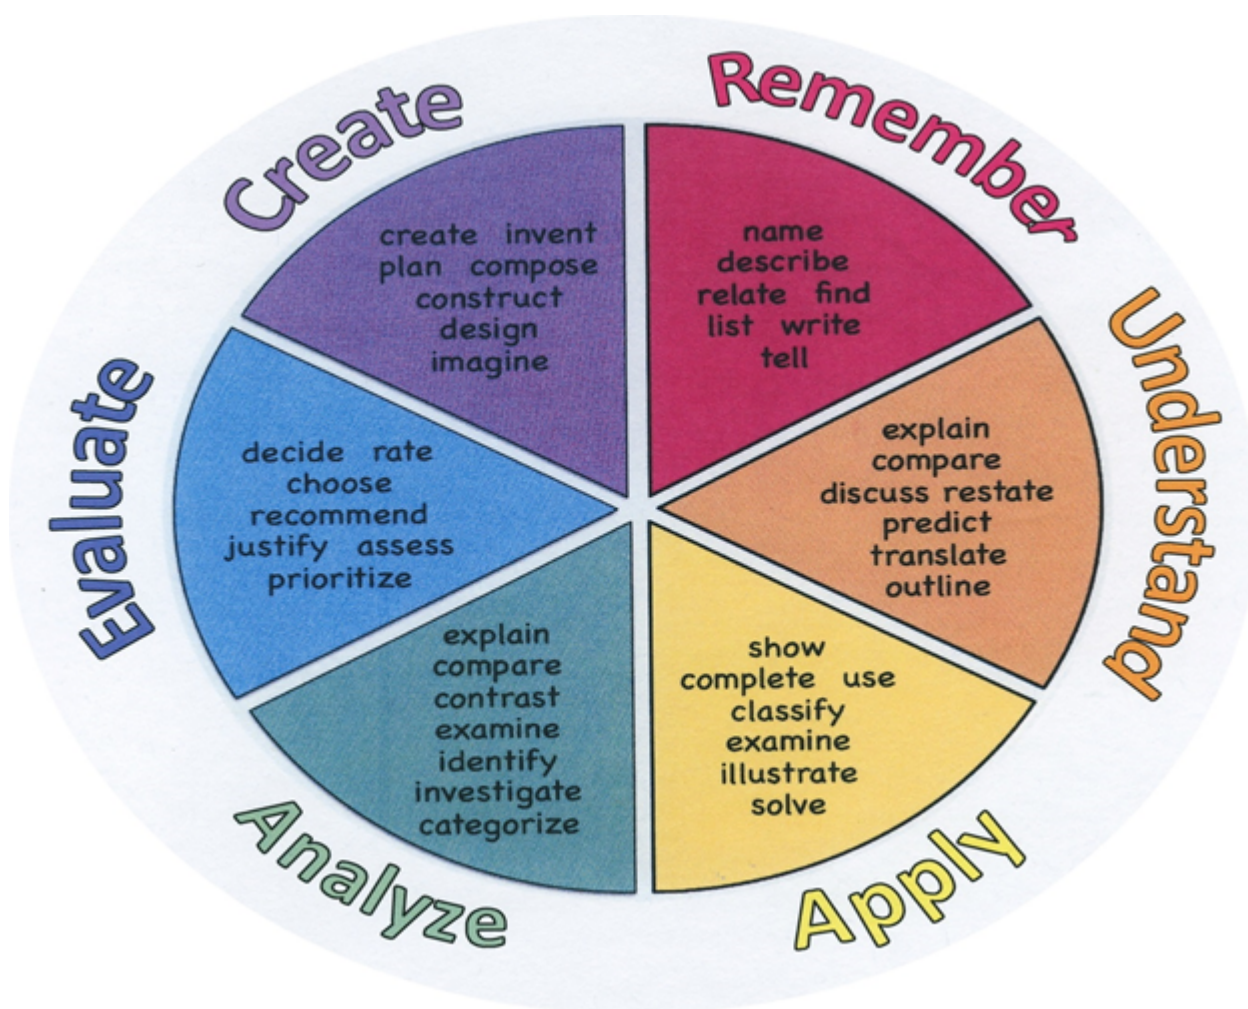 Remember
name
describe
relate find
list write
tell
Understand
explain
compare
discuss restate
predict
translate
outline
Apply
show
complete use
classify
examine
illustrate
solve
Analyze
explain
compare
contrast
examine
identify
investigate
categorize
Evaluate
decide rate
choose
recommend
justify assess
prioritize
Create
create invent
plan compose
construct
design
imagine